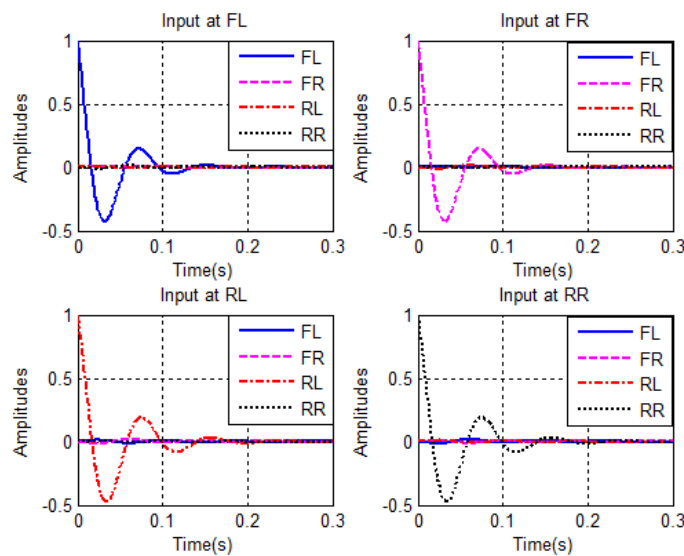 Input at FL
1
0.5
0
-0.5
Amplitudes
0
0.1
0.2
0.3
Time(s)
FL
FR
RL
RR
Input at FR
1
0.5
0
-0.5
Amplitudes
0
0.1
0.2
0.3
Time(s)
FL
FR
RL
RR
Input at RL
1
0.5
0
-0.5
Amplitudes
0
0.1
0.2
0.3
Time(s)
FL
FR
RL
RR
Input at RR
1
0.5
0
-0.5
Amplitudes
0
0.1
0.2
0.3
Time(s)
FL
FR
RL
RR